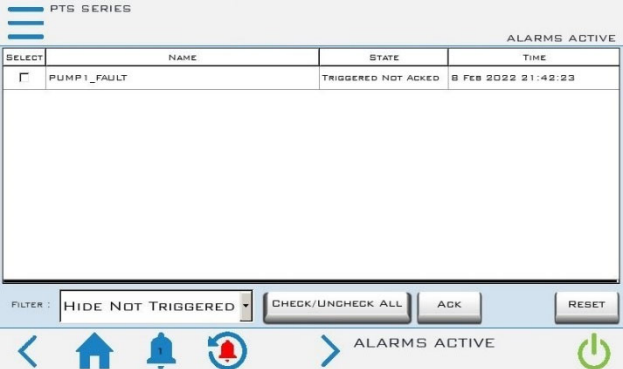 PTS SERIES
ALARMS ACTIVE
SELECT NAME STATE TIME
PUMP1_FAULT TRIGGERED NOT ACKED 8 FEB 2022 21:42:23
FILTER : HIDE NOT TRIGGERED CHECK/UNCHECK ALL ACK RESET
1 ALARMS ACTIVE